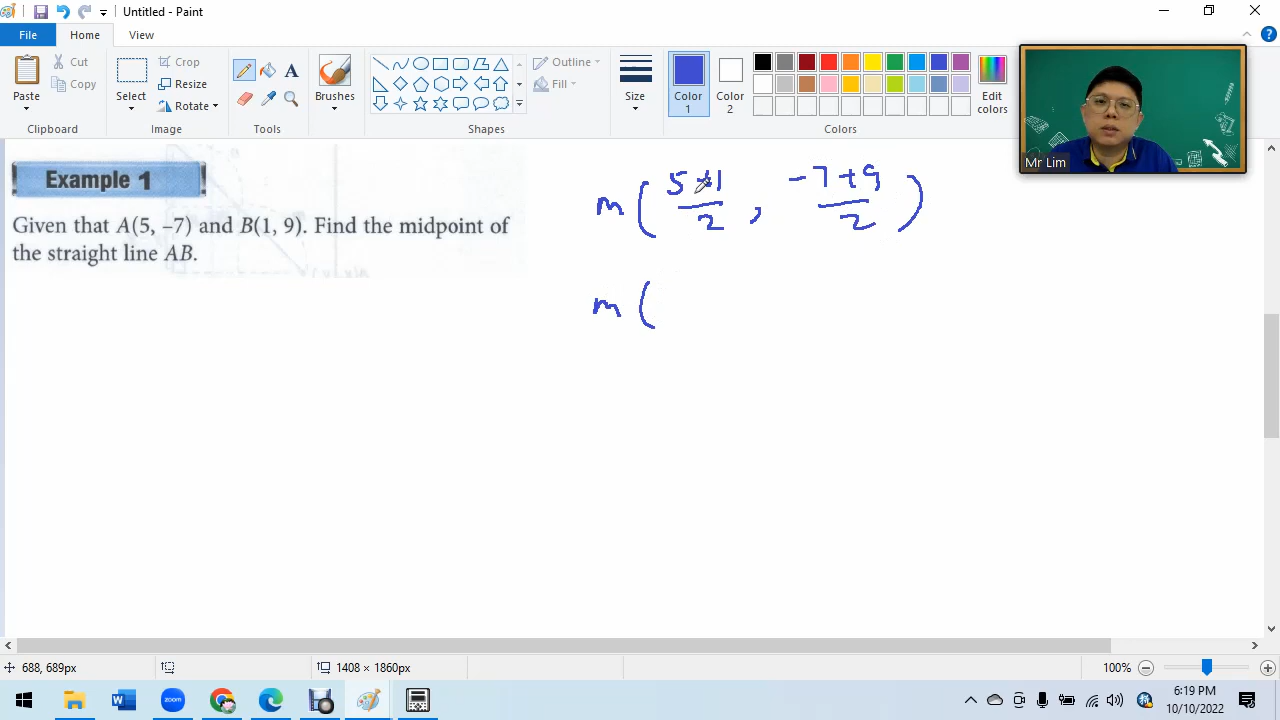 Untitled - Paint
File Home View
Paste Cut Copy Select Crop Resize Rotate A Brushes Outline Fill Size Color 1 Color 2 Edit colors
Clipboard Image Tools Shapes Colors
Mr Lim
Example 1
Given that A(5, –7) and B(1, 9). Find the midpoint of
the straight line AB.
m ( 5+1/2 , -7+9/2 )
m (
688, 689px 1408 × 1860px 100%
W zoom 6:19 PM
10/10/2022